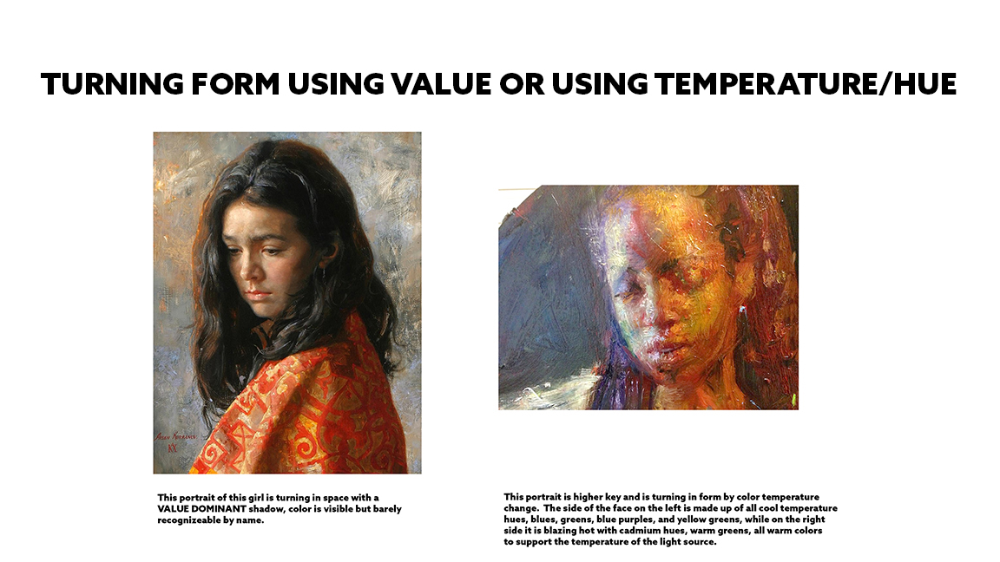 TURNING FORM USING VALUE OR USING TEMPERATURE/HUE
This portrait of this girl is turning in space with a
VALUE DOMINANT shadow, color is visible but barely
recognizeable by name.
This portrait is higher key and is turning in form by color temperature
change.  The side of the face on the left is made up of all cool temperature
hues, blues, greens, blue purples, and yellow greens, while on the right
side it is blazing hot with cadmium hues, warm greens, all warm colors
to support the temperature of the light source.